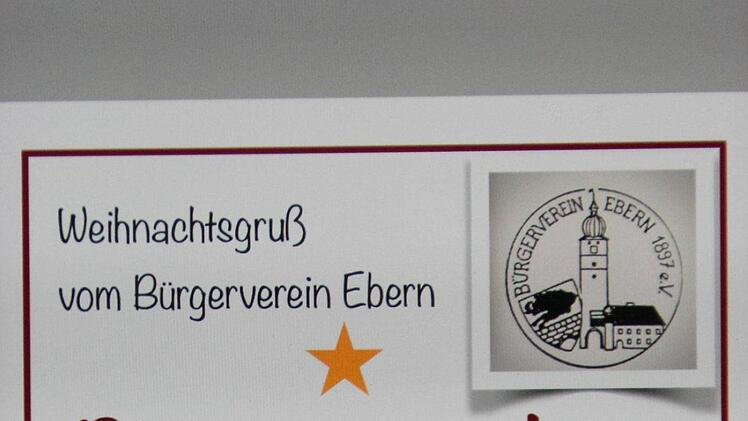 Weihnachtsgruß
vom Bürgerverein Ebern
BÜRGERVEREIN EBERN 1897 e.V.